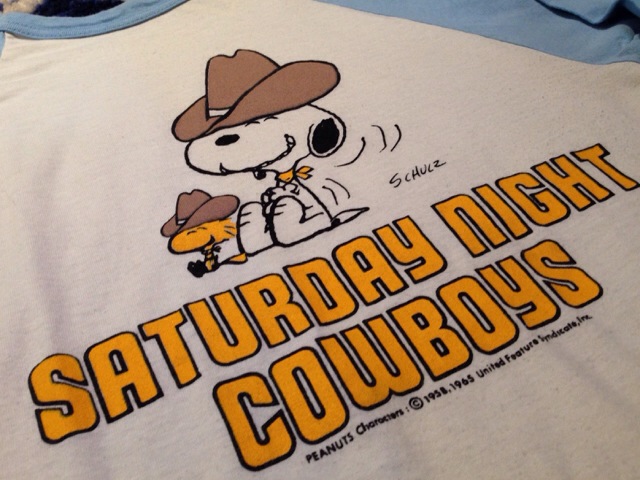 SCHULZ
SATURDAY NIGHT
COWBOYS
PEANUTS Characters: © 1958, 1965 United Feature Syndicate, Inc.